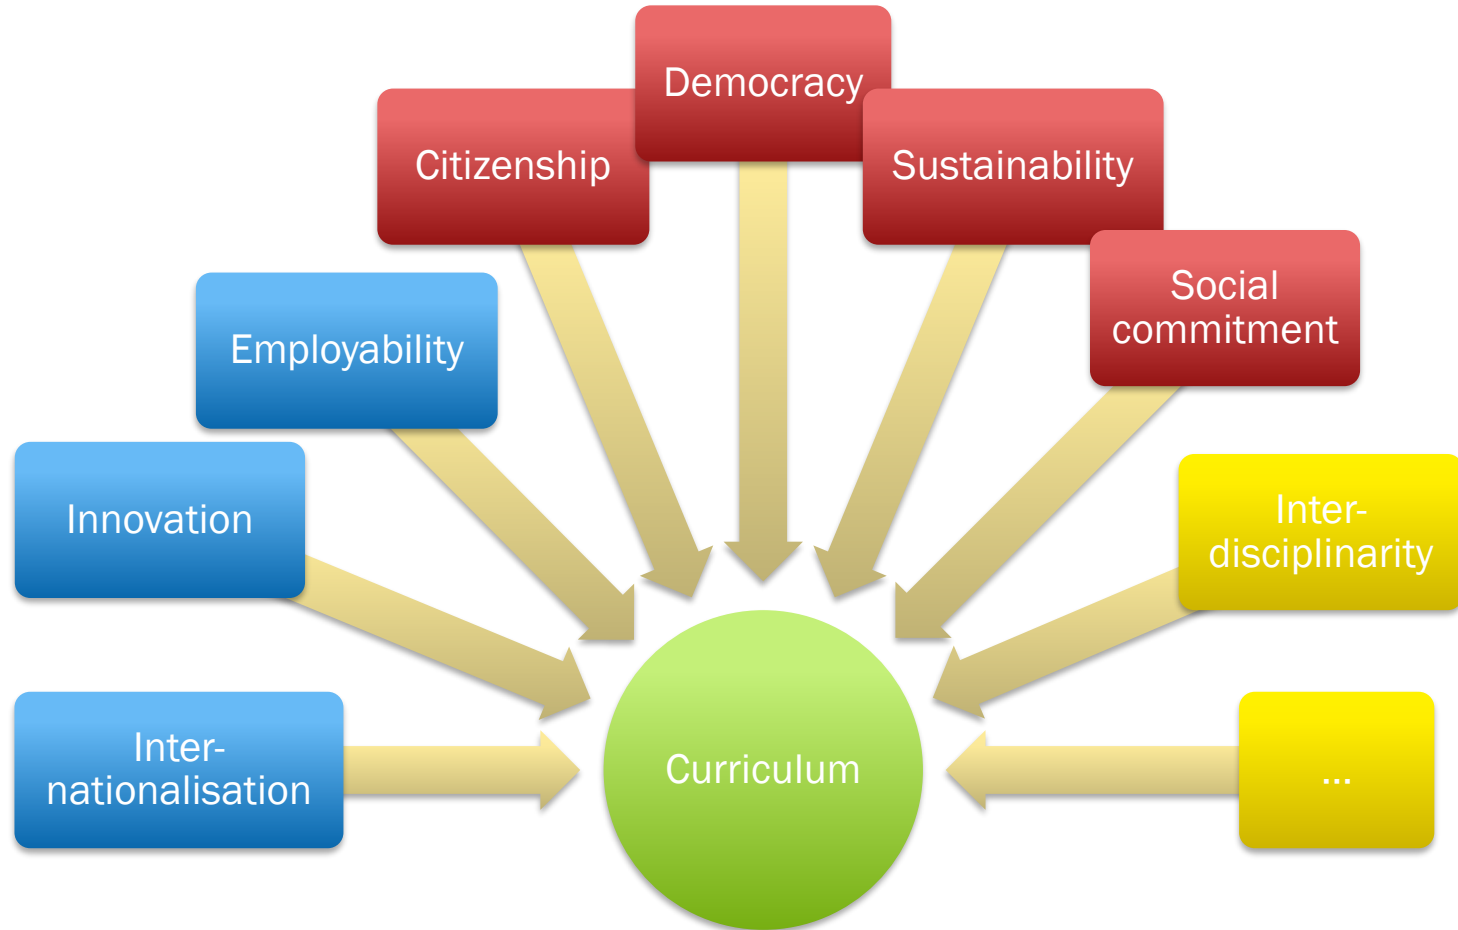 Democracy
Citizenship
Sustainability
Social
commitment
Employability
Innovation
Inter-
disciplinarity
Inter-
nationalisation
Curriculum
...